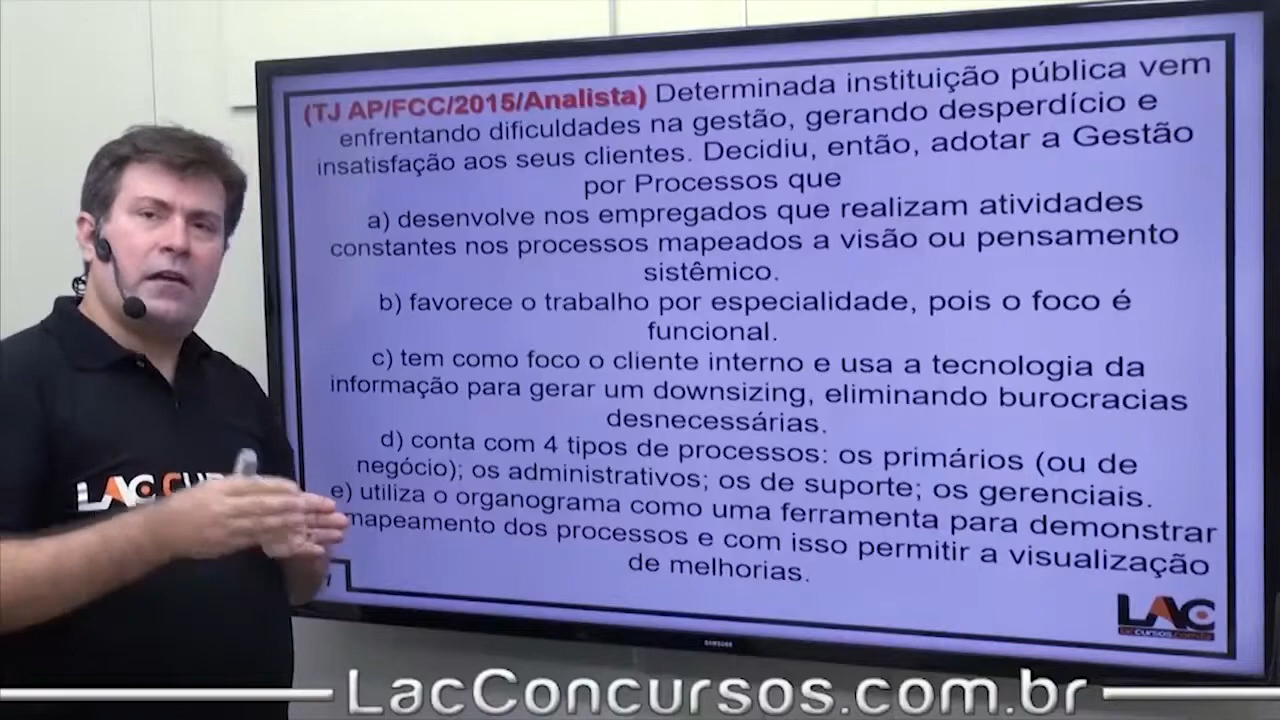 (TJ AP/FCC/2015/Analista) Determinada instituição pública vem
enfrentando dificuldades na gestão, gerando desperdício e
insatisfação aos seus clientes. Decidiu, então, adotar a Gestão
por Processos que
a) desenvolve nos empregados que realizam atividades
constantes nos processos mapeados a visão ou pensamento
sistêmico.
b) favorece o trabalho por especialidade, pois o foco é
funcional.
c) tem como foco o cliente interno e usa a tecnologia da
informação para gerar um downsizing, eliminando burocracias
desnecessárias.
d) conta com 4 tipos de processos: os primários (ou de
negócio); os administrativos; os de suporte; os gerenciais.
e) utiliza o organograma como uma ferramenta para demonstrar
mapeamento dos processos e com isso permitir a visualização
de melhorias.
LAC
SAMSUNG
LAC
LacConcursos.com.br